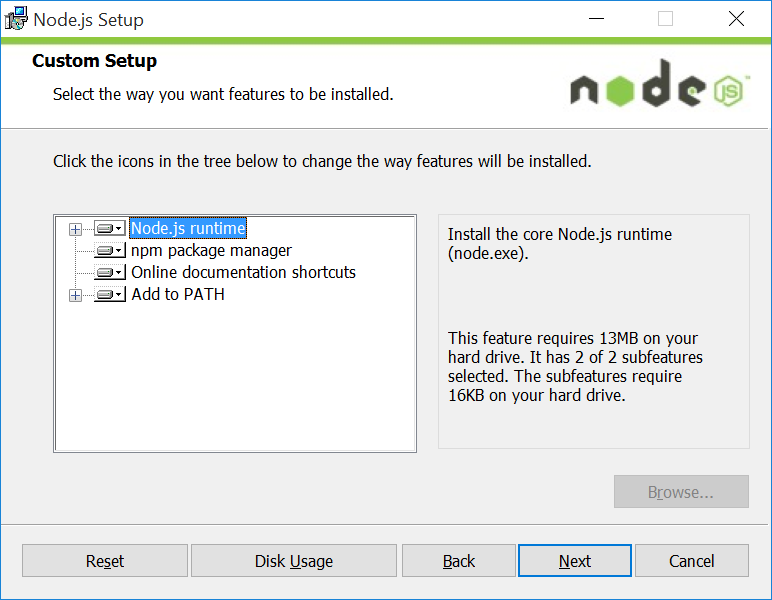 Node.js Setup
Custom Setup
Select the way you want features to be installed.
node
JS
™
Click the icons in the tree below to change the way features will be installed.
Node.js runtime
npm package manager
Online documentation shortcuts
Add to PATH
Install the core Node.js runtime
(node.exe).
This feature requires 13MB on your
hard drive. It has 2 of 2 subfeatures
selected. The subfeatures require
16KB on your hard drive.
Browse...
Reset
Disk Usage
Back
Next
Cancel